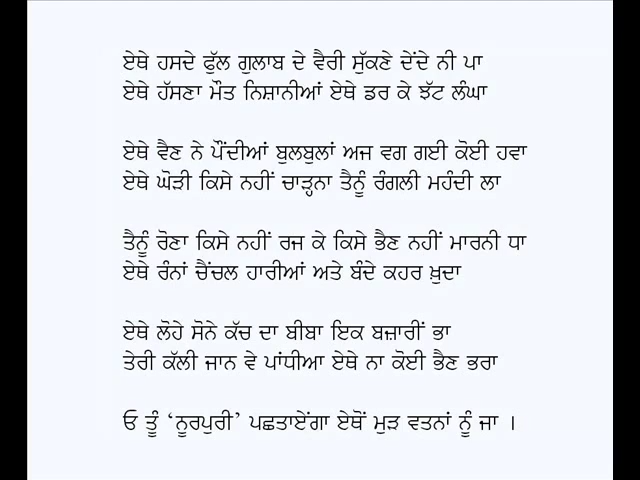 ਏਥੇ ਹਸਦੇ ਫੁੱਲ ਗੁਲਾਬ ਦੇ ਵੈਰੀ ਸੁੱਕਣੇ ਦੇਂਦੇ ਨੀ ਪਾ
ਏਥੇ ਹੱਸਣਾ ਮੌਤ ਨਿਸ਼ਾਨੀਆਂ ਏਥੇ ਡਰ ਕੇ ਝੱਟ ਲੰਘਾ
ਏਥੇ ਵੈਣ ਨੇ ਪੌਂਦੀਆਂ ਬੁਲਬੁਲਾਂ ਅਜ ਵਗ ਗਈ ਕੋਈ ਹਵਾ
ਏਥੇ ਘੋੜੀ ਕਿਸੇ ਨਹੀਂ ਚਾੜ੍ਹਨਾ ਤੈਨੂੰ ਰੰਗਲੀ ਮਹੰਦੀ ਲਾ
ਤੈਨੂੰ ਰੋਣਾ ਕਿਸੇ ਨਹੀਂ ਰਜ ਕੇ ਕਿਸੇ ਭੈਣ ਨਹੀਂ ਮਾਰਨੀ ਧਾ
ਏਥੇ ਰੰਨਾਂ ਚੈਂਚਲ ਹਾਰੀਆਂ ਅਤੇ ਬੰਦੇ ਕਹਰ ਖ਼ੁਦਾ
ਏਥੇ ਲੋਹੇ ਸੋਨੇ ਕੱਚ ਦਾ ਬੀਬਾ ਇਕ ਬਜ਼ਾਰੀਂ ਭਾ
ਤੇਰੀ ਕੱਲੀ ਜਾਨ ਵੇ ਪਾਂਧੀਆ ਏਥੇ ਨਾ ਕੋਈ ਭੈਣ ਭਰਾ
ਓ ਤੂੰ ‘ਨੂਰਪੁਰੀ’ ਪਛਤਾਏਂਗਾ ਏਥੋਂ ਮੁੜ ਵਤਨਾਂ ਨੂੰ ਜਾ ।